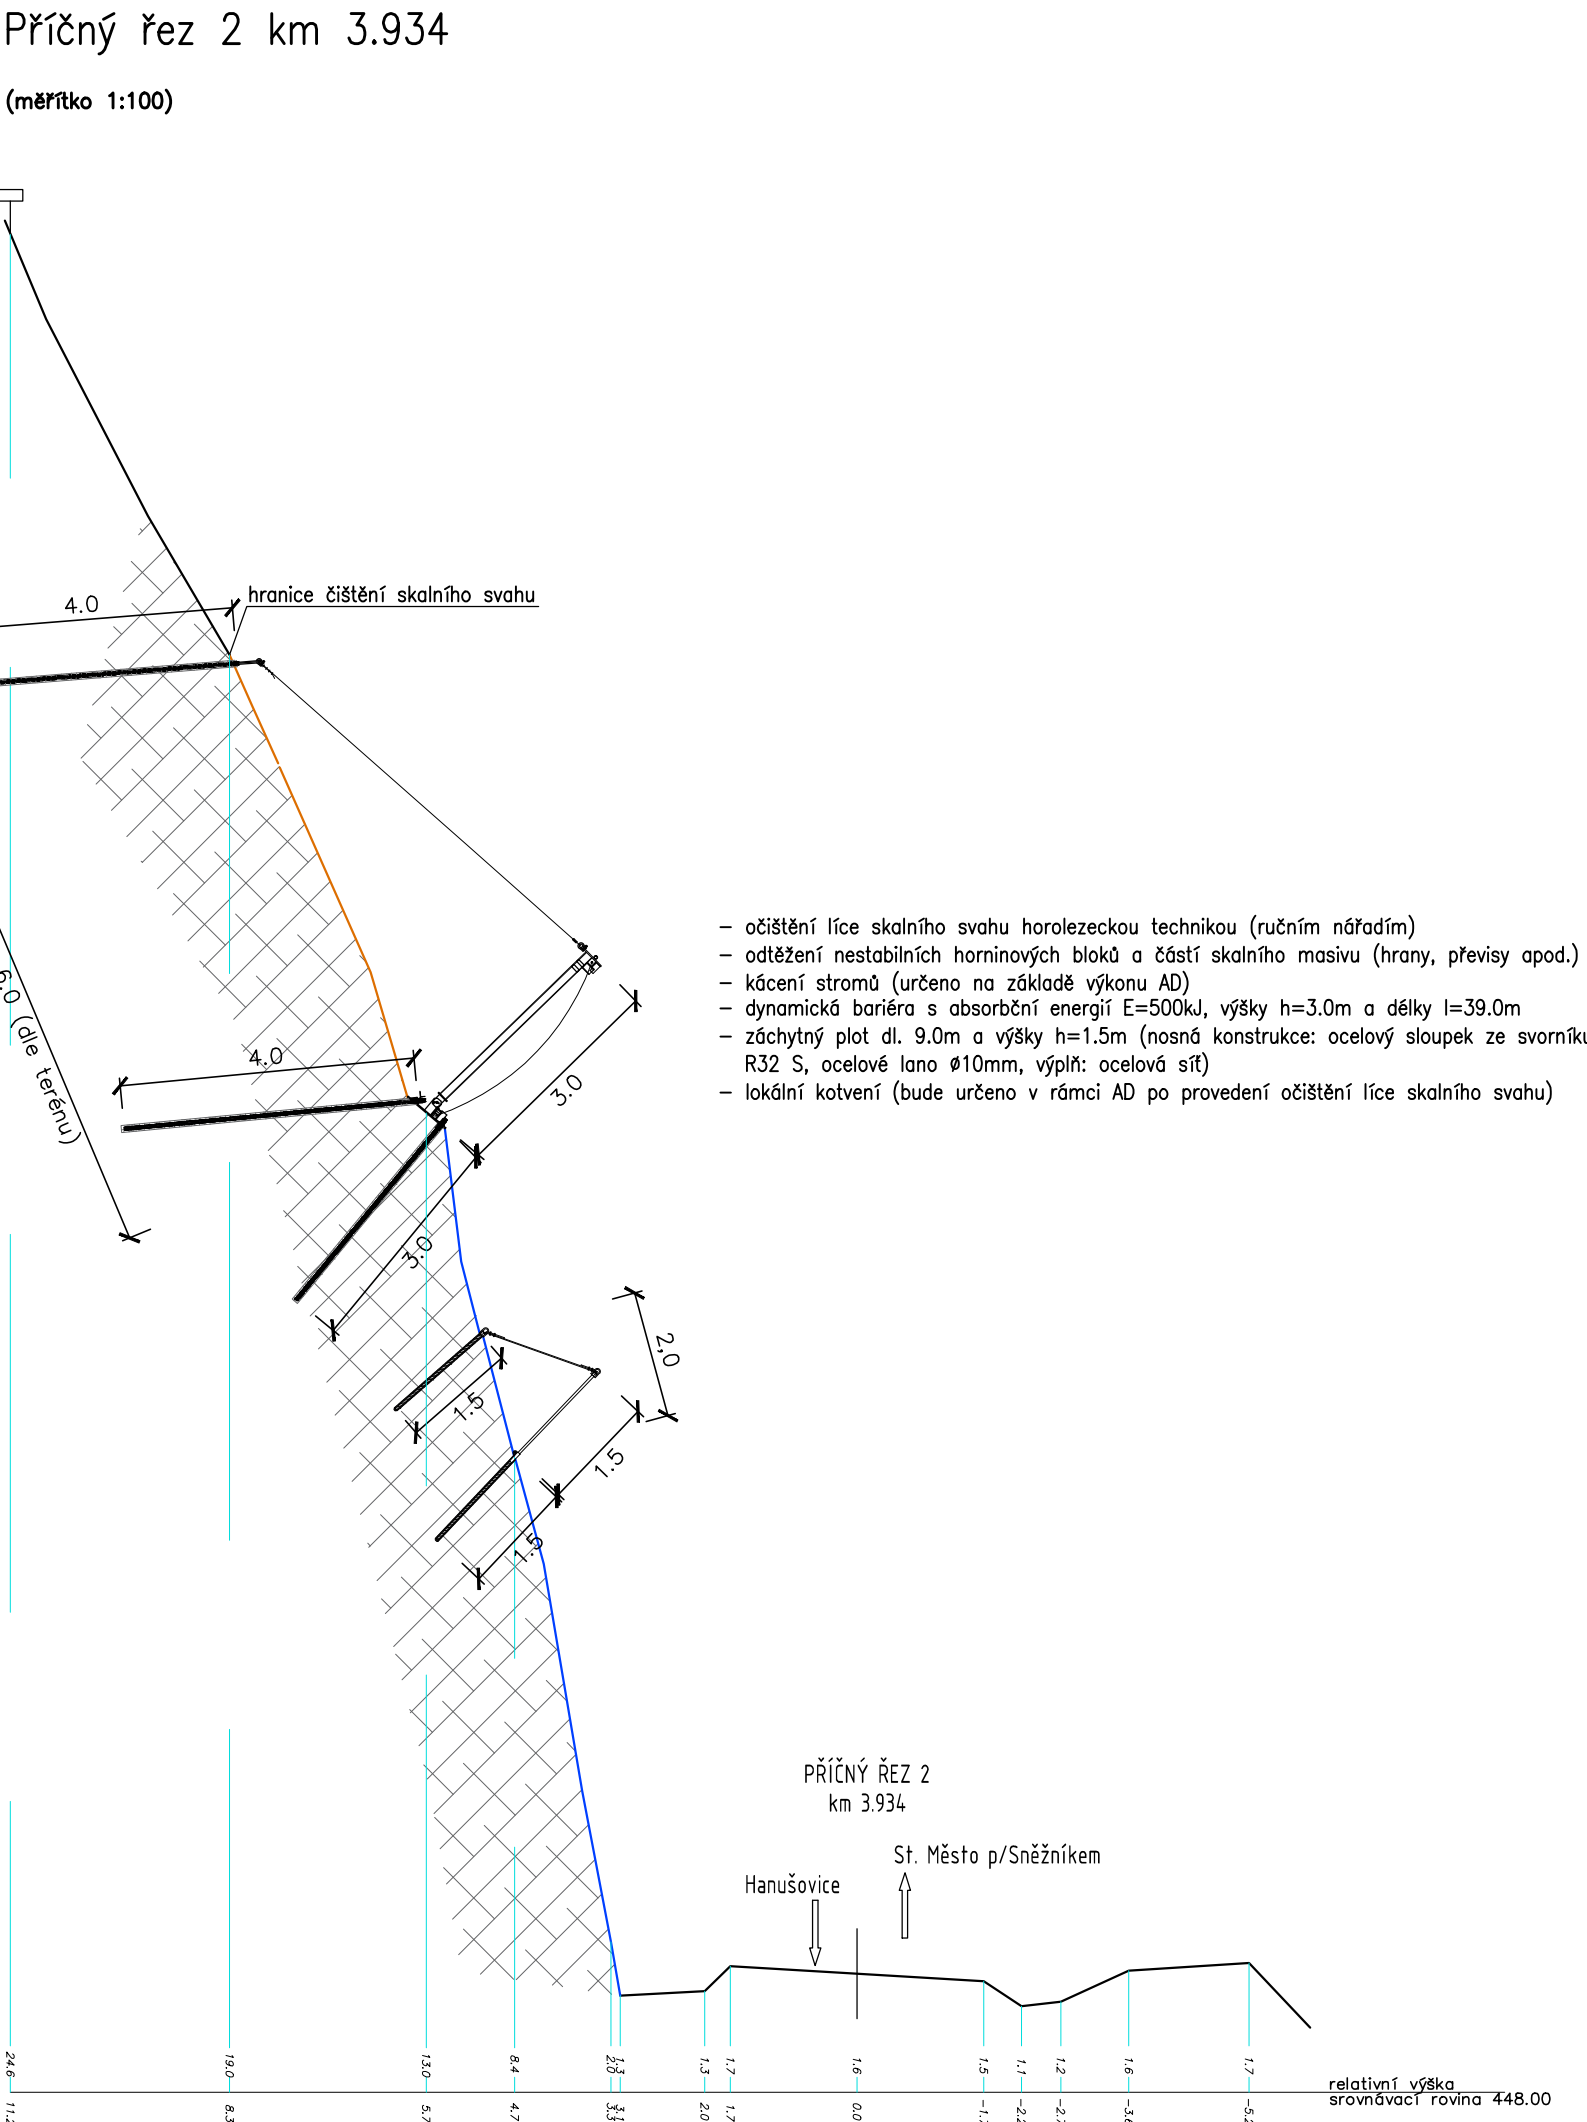 Příčný řez 2 km 3.934
(měřítko 1:100)
4.0
hranice čištění skalního svahu
– očištění líce skalního svahu horolezeckou technikou (ručním nářadím)
– odtěžení nestabilních horninových bloků a částí skalního masivu (hrany, převisy apod.)
– kácení stromů (určeno na základě výkonu AD)
– dynamická bariéra s absorbční energií E=500kJ, výšky h=3.0m a délky l=39.0m
– záchytný plot dl. 9.0m a výšky h=1.5m (nosná konstrukce: ocelový sloupek ze svorníku
R32 S, ocelové lano ø10mm, výplň: ocelová síť)
– lokální kotvení (bude určeno v rámci AD po provedení očištění líce skalního svahu)
6.0 (dle terénu)
4.0
3.0
3.0
2,0
1.5
1.5
1.5
PŘÍČNÝ ŘEZ 2
km 3.934
St. Město p/Sněžníkem
Hanušovice
24.6 19.0 13.0 8.4 2.0 1.3 1.3 1.7 1.6 1.5 1.1 1.2 1.6 1.7
relativní výška
srovnávací rovina 448.00
8.3 5.7 4.7 2.0 1.7 0.0